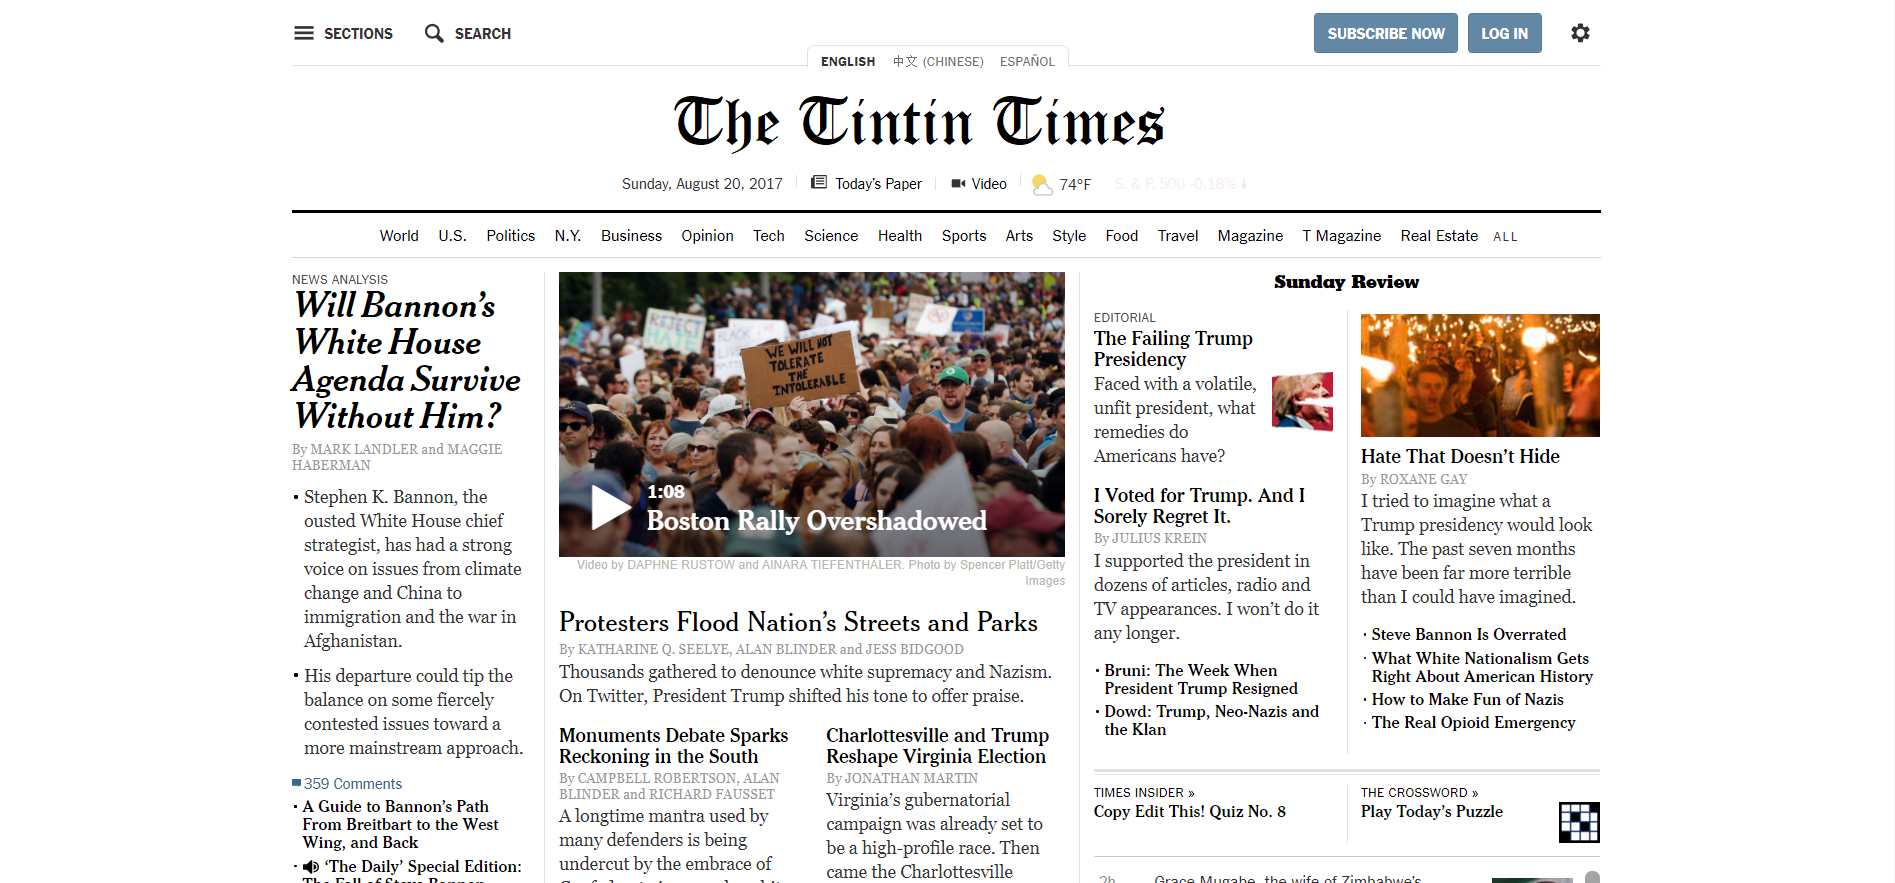 SECTIONS
SEARCH
SUBSCRIBE NOW
LOG IN
ENGLISH
中文 (CHINESE)
ESPAÑOL
The Tintin Times
Sunday, August 20, 2017
Today's Paper
Video
74°F
S. & P. 500 -0.18% ↓
World U.S. Politics N.Y. Business Opinion Tech Science Health Sports Arts Style Food Travel Magazine T Magazine Real Estate ALL
NEWS ANALYSIS
Will Bannon's
White House
Agenda Survive
Without Him?
By MARK LANDLER and MAGGIE
HABERMAN
• Stephen K. Bannon, the
ousted White House chief
strategist, has had a strong
voice on issues from climate
change and China to
immigration and the war in
Afghanistan.
• His departure could tip the
balance on some fiercely
contested issues toward a
more mainstream approach.
359 Comments
• A Guide to Bannon's Path
From Breitbart to the West
Wing, and Back
• 'The Daily' Special Edition:
The Fall of Steve Bannon
REJECT
HATE
BLACK
WE WILL NOT
TOLERATE
THE
INTOLERABLE
1:08
Boston Rally Overshadowed
Video by DAPHNE RUSTOW and AINARA TIEFENTHÄLER. Photo by Spencer Platt/Getty
Images
Protesters Flood Nation's Streets and Parks
By KATHARINE Q. SEELYE, ALAN BLINDER and JESS BIDGOOD
Thousands gathered to denounce white supremacy and Nazism.
On Twitter, President Trump shifted his tone to offer praise.
Monuments Debate Sparks
Reckoning in the South
By CAMPBELL ROBERTSON, ALAN
BLINDER and RICHARD FAUSSET
A longtime mantra used by
many defenders is being
undercut by the embrace of
Charlottesville and Trump
Reshape Virginia Election
By JONATHAN MARTIN
Virginia's gubernatorial
campaign was already set to
be a high-profile race. Then
came the Charlottesville
Sunday Review
EDITORIAL
The Failing Trump
Presidency
Faced with a volatile,
unfit president, what
remedies do
Americans have?
I Voted for Trump. And I
Sorely Regret It.
By JULIUS KREIN
I supported the president in
dozens of articles, radio and
TV appearances. I won't do it
any longer.
• Bruni: The Week When
President Trump Resigned
• Dowd: Trump, Neo-Nazis and
the Klan
Hate That Doesn't Hide
By ROXANE GAY
I tried to imagine what a
Trump presidency would look
like. The past seven months
have been far more terrible
than I could have imagined.
• Steve Bannon Is Overrated
• What White Nationalism Gets
Right About American History
• How to Make Fun of Nazis
• The Real Opioid Emergency
TIMES INSIDER »
Copy Edit This! Quiz No. 8
THE CROSSWORD »
Play Today's Puzzle
2h
Grace Mugabe, the wife of Zimbabwe's